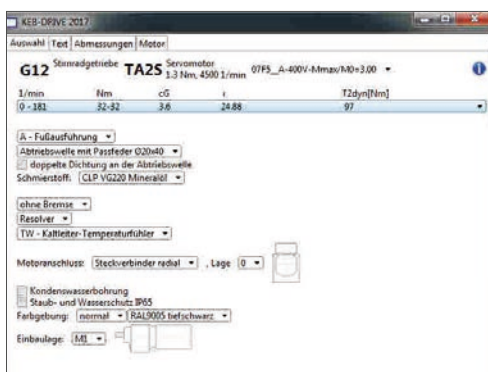 KEB-DRIVE 2017
Auswahl Text Abmessungen Motor
G12 Stirnradgetriebe TA2S Servomotor 1.3 Nm, 4500 1/min 07F5__A-400V-Mmax/M0=3.00
1/min Nm cG i T2dyn[Nm]
0 - 181 32-32 3.6 24.88 97
A - Fußausführung
Abtriebswelle mit Passfeder Ø20x40
doppelte Dichtung an der Abtriebswelle
Schmierstoff: CLP VG220 Mineralöl
ohne Bremse
Resolver
TW - Kaltleiter-Temperaturfühler
Motoranschluss: Steckverbinder radial , Lage 0
Kondenswasserbohrung
Staub- und Wasserschutz IP65
Farbgebung: normal RAL9005 tiefschwarz
Einbaulage: M1